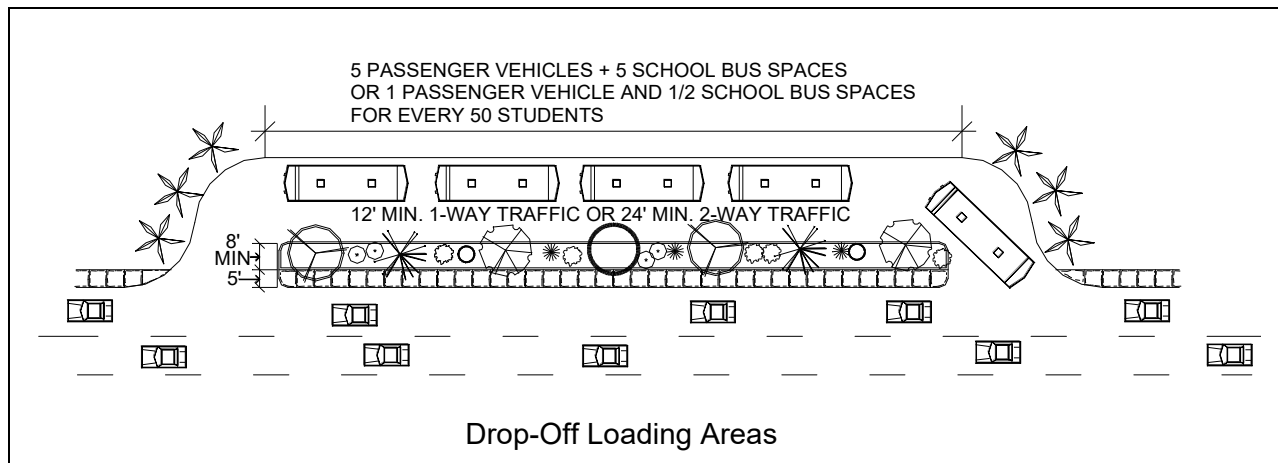 5 PASSENGER VEHICLES + 5 SCHOOL BUS SPACES
OR 1 PASSENGER VEHICLE AND 1/2 SCHOOL BUS SPACES
FOR EVERY 50 STUDENTS
12' MIN. 1-WAY TRAFFIC OR 24' MIN. 2-WAY TRAFFIC
8'
MIN
5'
Drop-Off Loading Areas